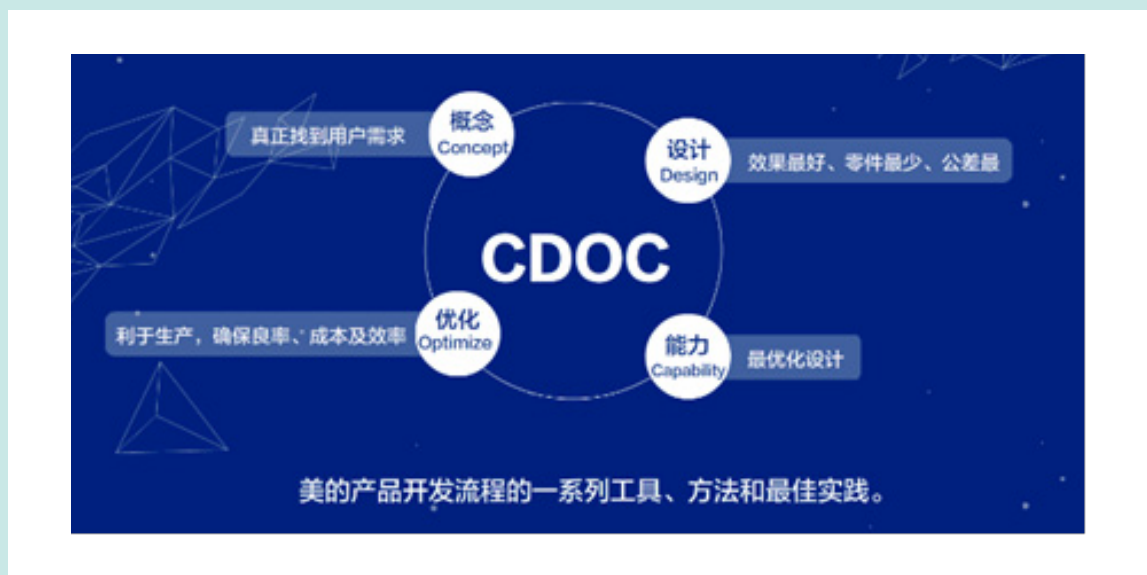 概念
Concept
真正找到用户需求
设计
Design
效果最好、零件最少、公差最
CDOC
优化
Optimize
利于生产，确保良率、成本及效率
能力
Capability
最优化设计
美的产品开发流程的一系列工具、方法和最佳实践。